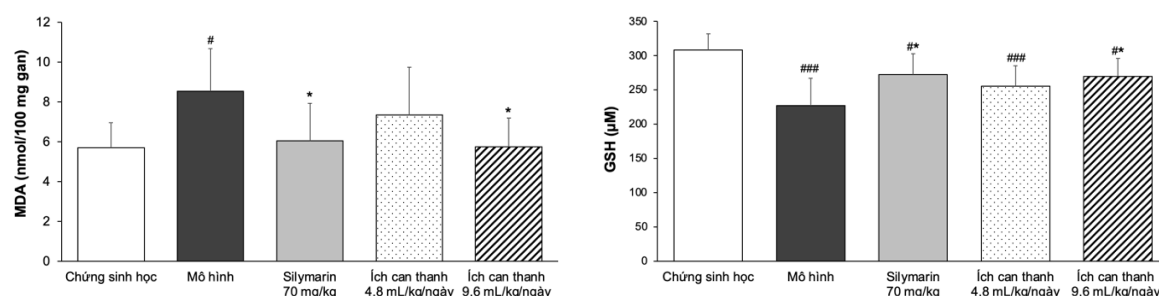 MDA (nmol/100 mg gan)
12
10
8
6
4
2
0
#
*
*
Chứng sinh học
Mô hình
Silymarin
70 mg/kg
Ích can thanh
4.8 mL/kg/ngày
Ích can thanh
9.6 mL/kg/ngày
GSH (µM)
350
300
250
200
150
100
50
0
###
#*
###
#*
Chứng sinh học
Mô hình
Silymarin
70 mg/kg
Ích can thanh
4.8 mL/kg/ngày
Ích can thanh
9.6 mL/kg/ngày